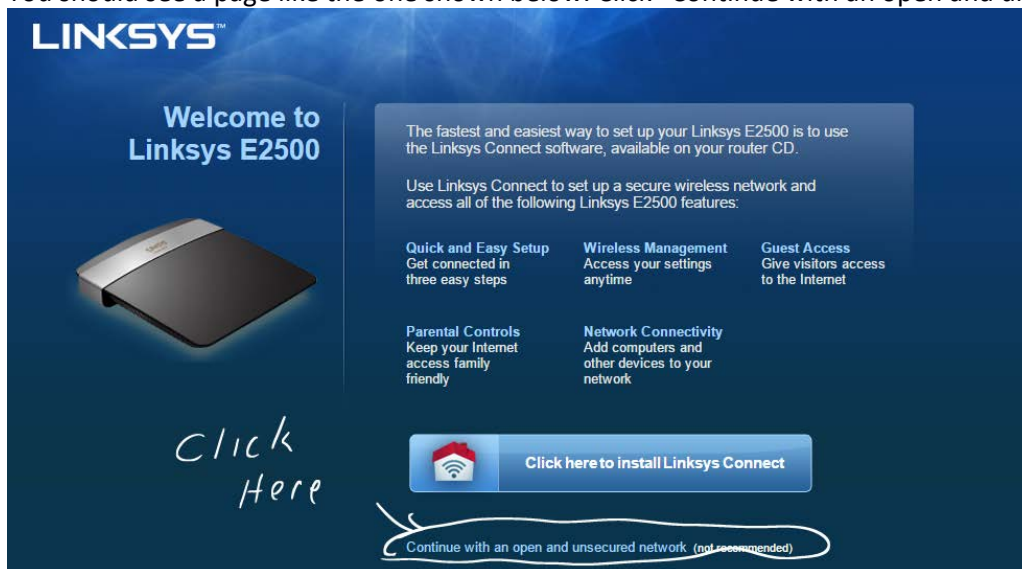 You should see a page like the one shown below. Click "Continue with an open and un
LINKSYS™
Welcome to
Linksys E2500
The fastest and easiest way to set up your Linksys E2500 is to use
the Linksys Connect software, available on your router CD.
Use Linksys Connect to set up a secure wireless network and
access all of the following Linksys E2500 features:
Quick and Easy Setup
Get connected in
three easy steps
Wireless Management
Access your settings
anytime
Guest Access
Give visitors access
to the Internet
Parental Controls
Keep your Internet
access family
friendly
Network Connectivity
Add computers and
other devices to your
network
Click
Here
Click here to install Linksys Connect
Continue with an open and unsecured network (not recommended)